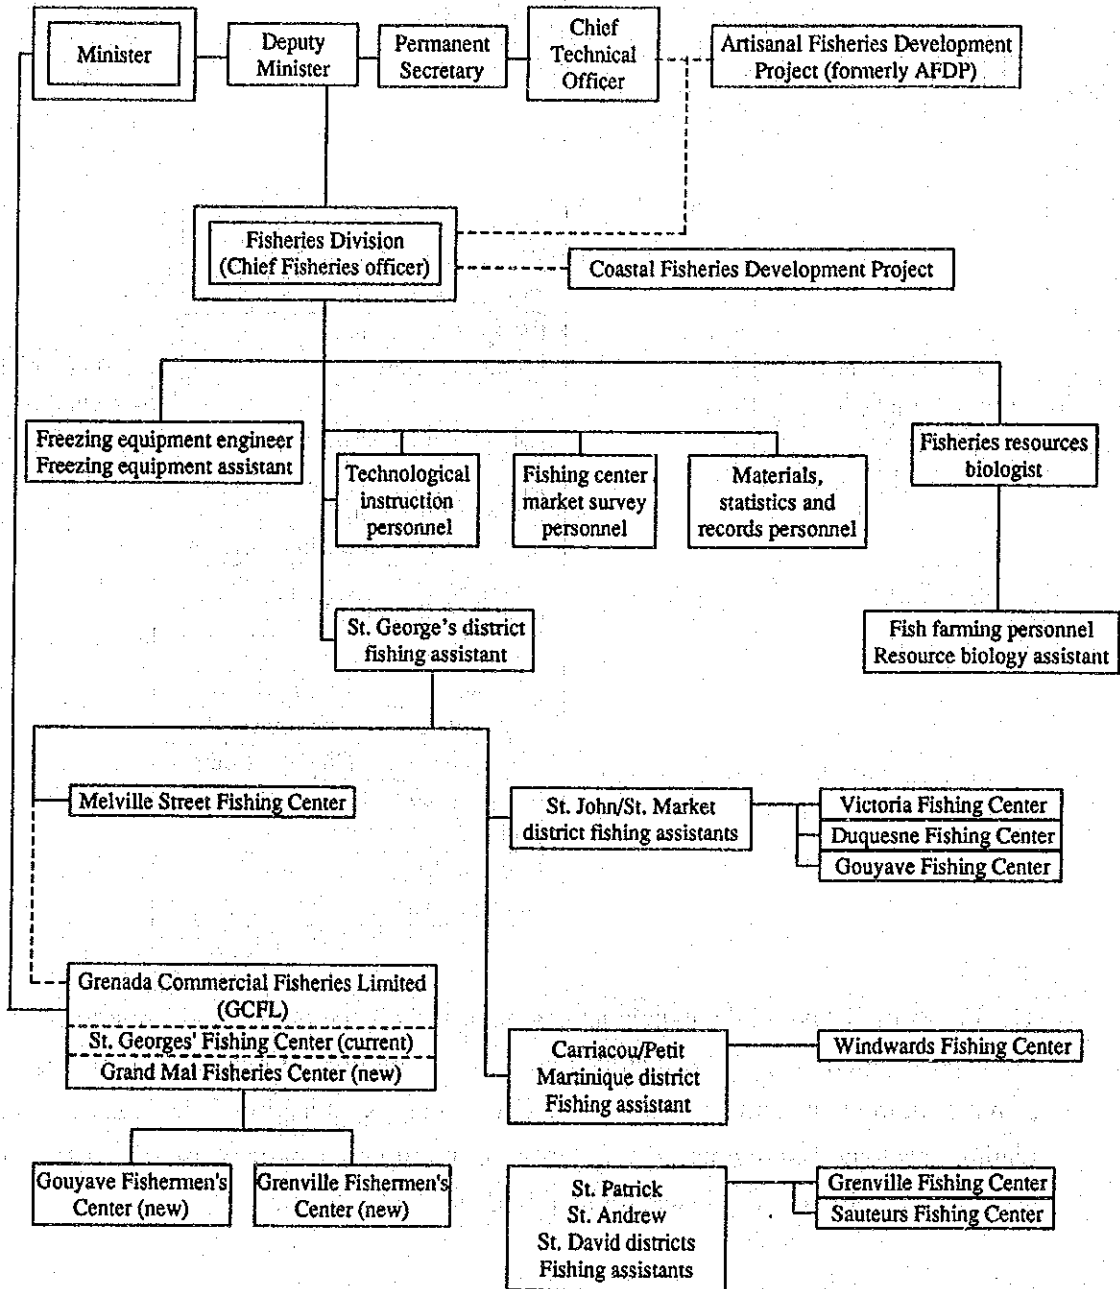 Minister
Deputy
Minister
Permanent
Secretary
Chief
Technical
Officer
Artisanal Fisheries Development
Project (formerly AFDP)
Fisheries Division
(Chief Fisheries officer)
Coastal Fisheries Development Project
Freezing equipment engineer
Freezing equipment assistant
Technological
instruction
personnel
Fishing center
market survey
personnel
Materials,
statistics and
records personnel
Fisheries resources
biologist
St. George's district
fishing assistant
Fish farming personnel
Resource biology assistant
Melville Street Fishing Center
St. John/St. Market
district fishing assistants
Victoria Fishing Center
Duquesne Fishing Center
Gouyave Fishing Center
Grenada Commercial Fisheries Limited
(GCFL)
St. Georges' Fishing Center (current)
Grand Mal Fisheries Center (new)
Carriacou/Petit
Martinique district
Fishing assistant
Windwards Fishing Center
Gouyave Fishermen's
Center (new)
Grenville Fishermen's
Center (new)
St. Patrick
St. Andrew
St. David districts
Fishing assistants
Grenville Fishing Center
Sauteurs Fishing Center